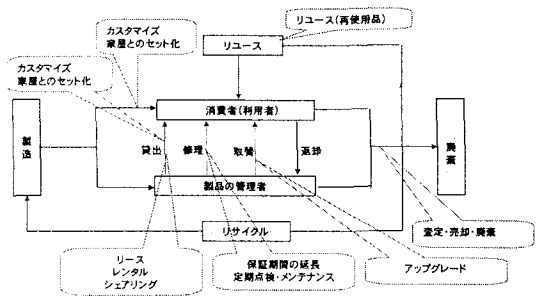 カスタマイズ
家屋とのセット化
リユース
リユース(再使用品)
カスタマイズ
家屋とのセット化
消費者(利用者)
製造
貸出
修理
取替
返却
廃棄
製品の管理者
リサイクル
査定・売却・廃棄
リース
レンタル
シェアリング
保証期間の延長
定期点検・メンテナンス
アップグレード